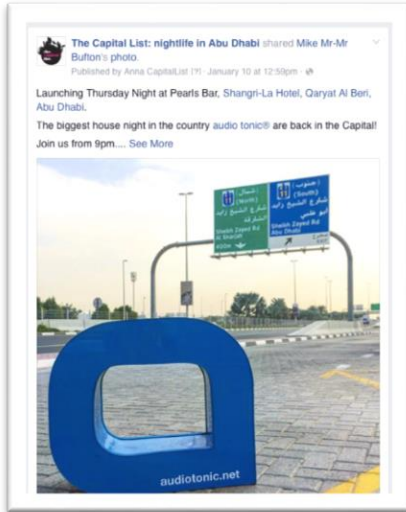 The Capital List: nightlife in Abu Dhabi shared Mike Mr-Mr
Bufton's photo.
Published by Anna CapitalList [?] · January 10 at 12:59pm ·
Launching Thursday Night at Pearls Bar, Shangri-La Hotel, Qaryat Al Beri,
Abu Dhabi.
The biggest house night in the country audio tonic® are back in the Capital!
Join us from 9pm.... See More
(شمال)
(North)
شارع الشيخ زايد
الشارقة
Sheikh Zayed Rd
Al Sharjah
400m
(جنوب)
(South)
شارع الشيخ زايد
أبو ظبي
Sheikh Zayed Rd
Abu Dhabi
audiotonic.net